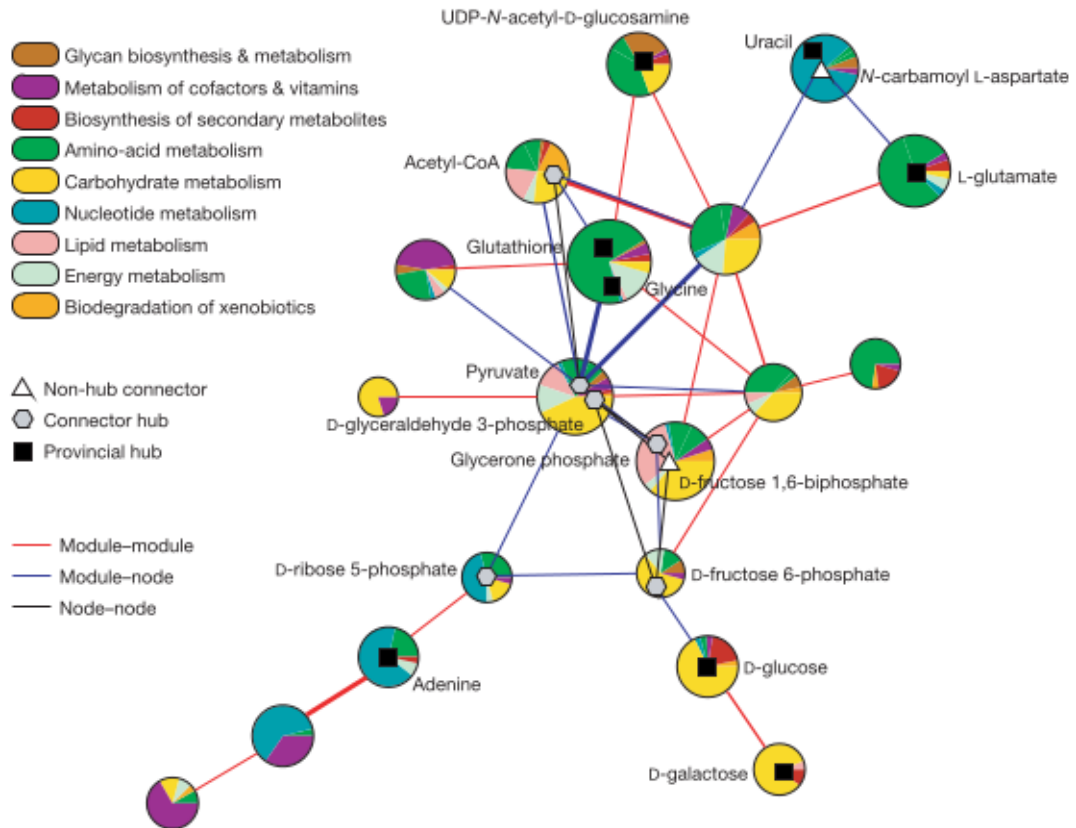 UDP-N-acetyl-D-glucosamine
Uracil
N-carbamoyl L-aspartate
Glycan biosynthesis & metabolism
Metabolism of cofactors & vitamins
Biosynthesis of secondary metabolites
Amino-acid metabolism
Carbohydrate metabolism
Nucleotide metabolism
Lipid metabolism
Energy metabolism
Biodegradation of xenobiotics
Acetyl-CoA
L-glutamate
Glutathione
Glycine
Non-hub connector
Connector hub
Provincial hub
Pyruvate
D-glyceraldehyde 3-phosphate
Glycerone phosphate
D-fructose 1,6-biphosphate
Module–module
Module–node
Node–node
D-ribose 5-phosphate
D-fructose 6-phosphate
Adenine
D-glucose
D-galactose